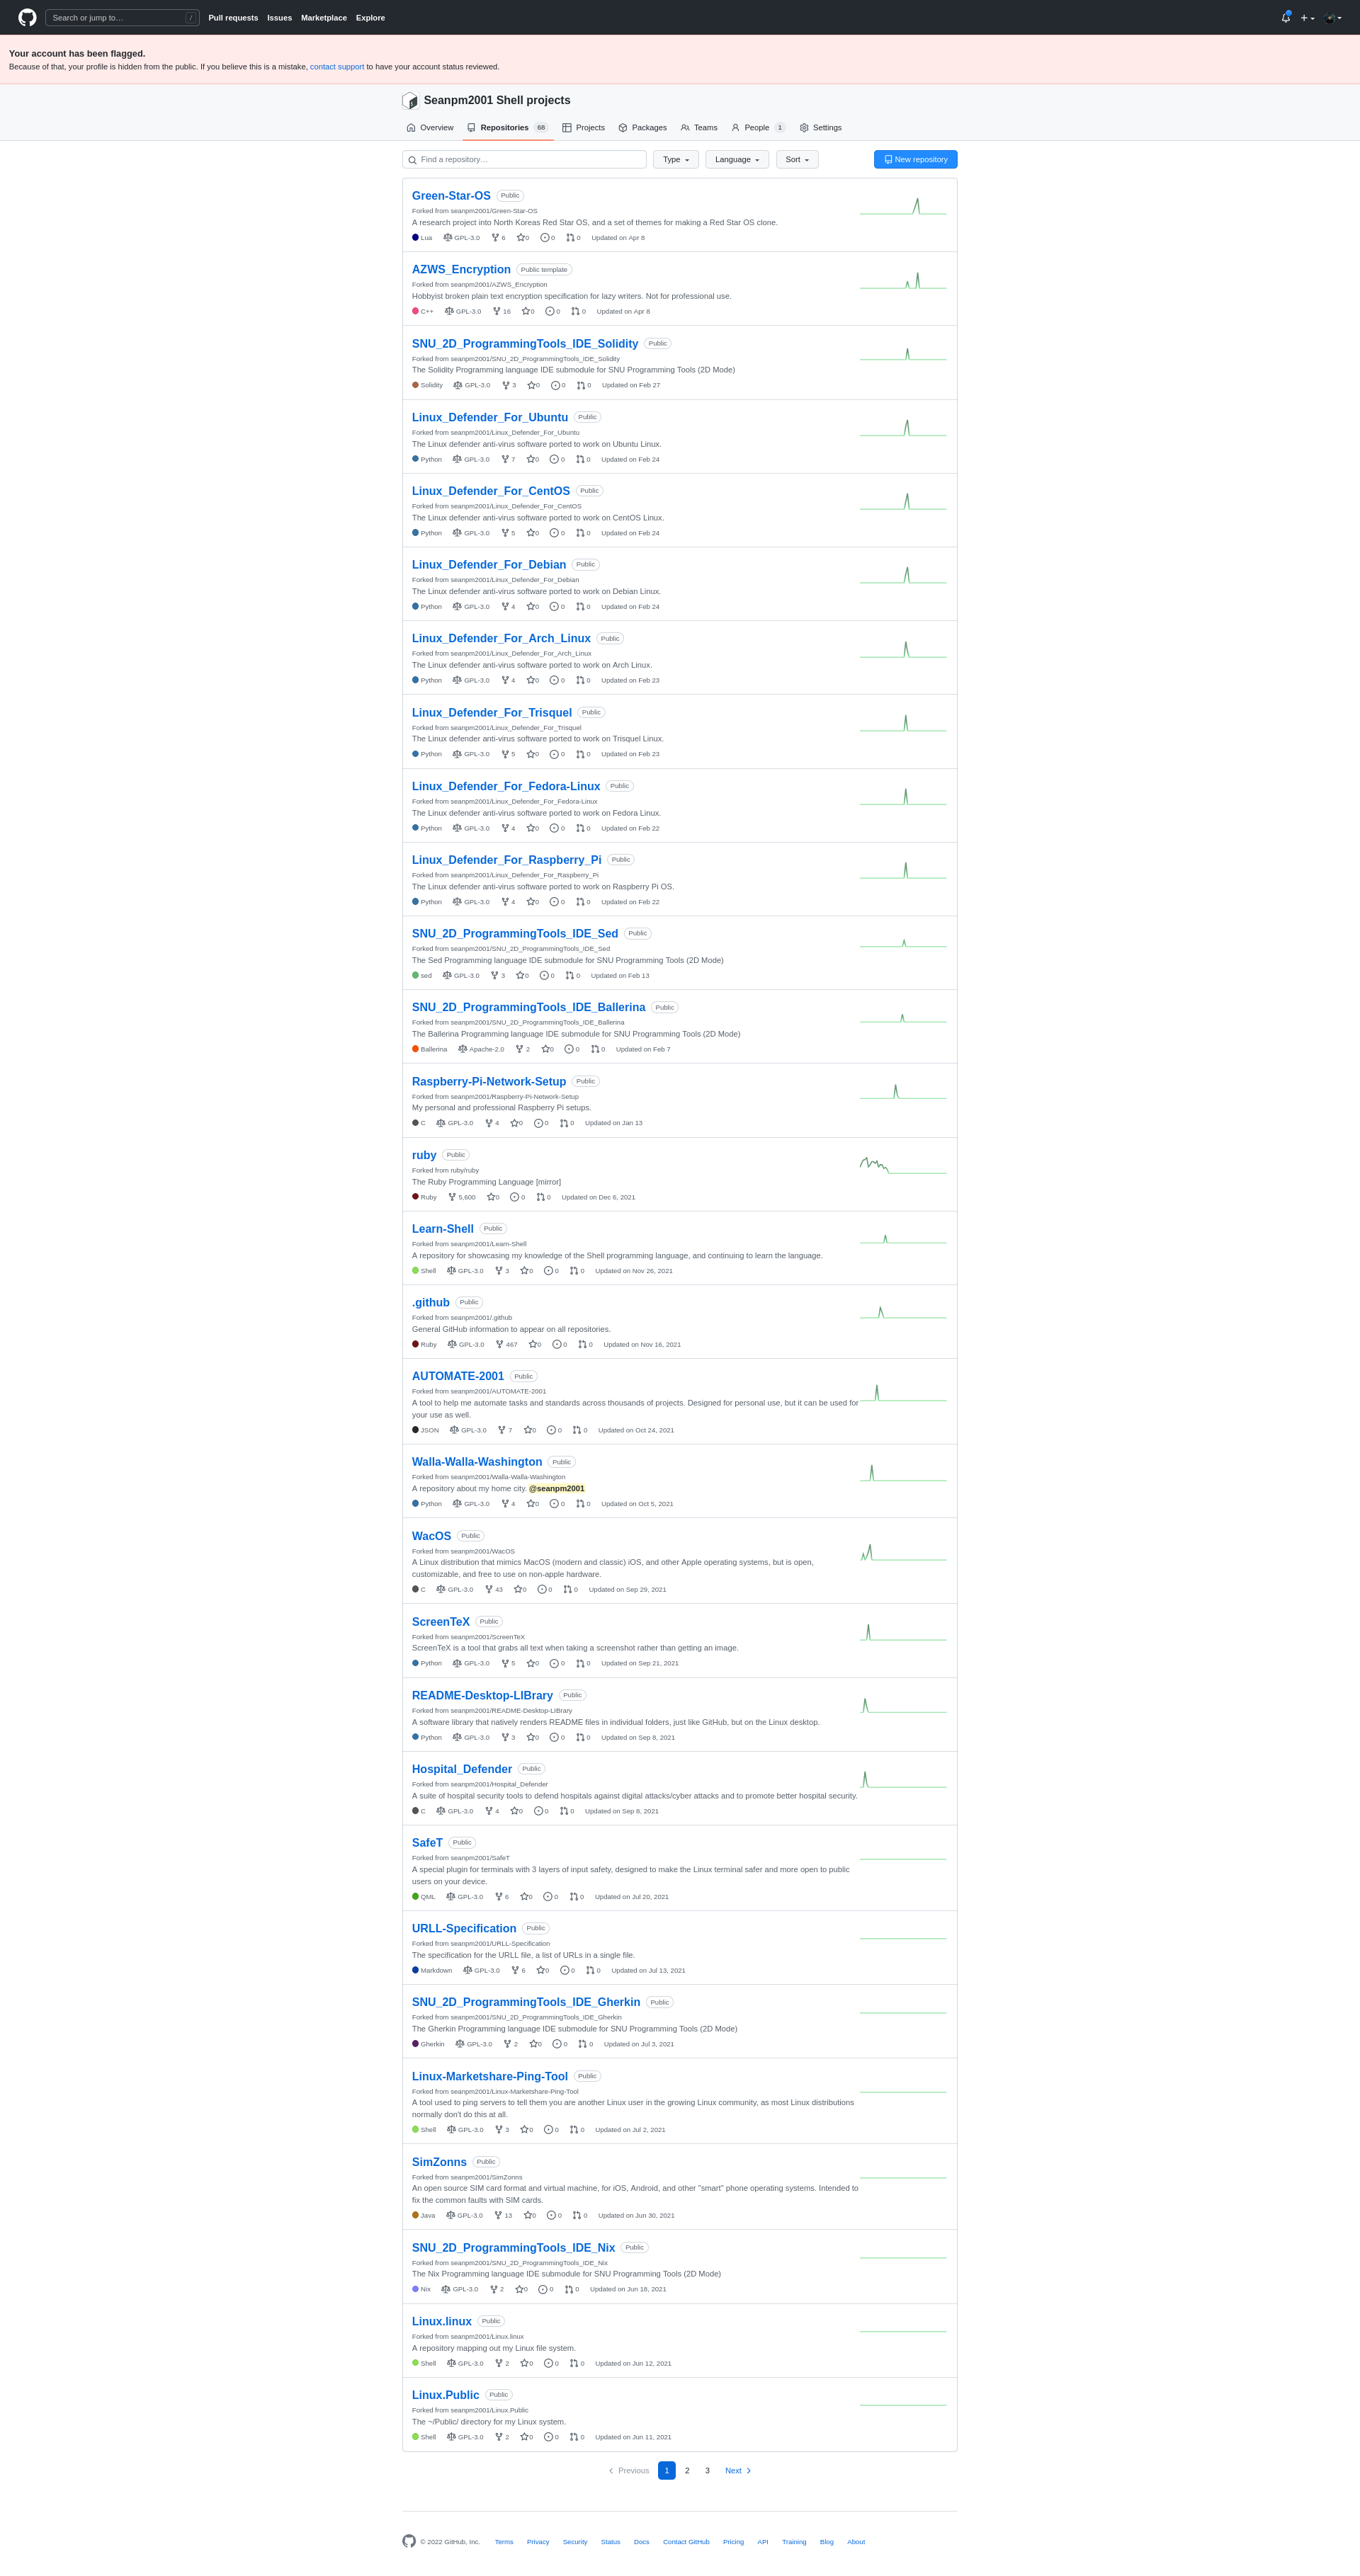 Search or jump to… / Pull requests Issues Marketplace Explore
Your account has been flagged.
Because of that, your profile is hidden from the public. If you believe this is a mistake, contact support to have your account status reviewed.
Seanpm2001 Shell projects
Overview Repositories 68 Projects Packages Teams People 1 Settings
Find a repository… Type Language Sort New repository
Green-Star-OS Public
Forked from seanpm2001/Green-Star-OS
A research project into North Korean Red Star OS, and a set of themes for making a Red Star OS clone.
Lua GPL-3.0 6 0 0 0 Updated on Apr 8
AZWS_Encryption Public template
Forked from seanpm2001/AZWS_Encryption
Hobbyist broken plain text encryption specification for lazy writers. Not for professional use.
C++ GPL-3.0 16 0 0 0 Updated on Apr 8
SNU_2D_ProgrammingTools_IDE_Solidity Public
Forked from seanpm2001/SNU_2D_ProgrammingTools_IDE_Solidity
The Solidity Programming language IDE submodule for SNU Programming Tools (2D Mode)
Solidity GPL-3.0 3 0 0 0 Updated on Feb 27
Linux_Defender_For_Ubuntu Public
Forked from seanpm2001/Linux_Defender_For_Ubuntu
The Linux defender anti-virus software ported to work on Ubuntu Linux.
Python GPL-3.0 7 0 0 0 Updated on Feb 24
Linux_Defender_For_CentOS Public
Forked from seanpm2001/Linux_Defender_For_CentOS
The Linux defender anti-virus software ported to work on CentOS Linux.
Python GPL-3.0 5 0 0 0 Updated on Feb 24
Linux_Defender_For_Debian Public
Forked from seanpm2001/Linux_Defender_For_Debian
The Linux defender anti-virus software ported to work on Debian Linux.
Python GPL-3.0 4 0 0 0 Updated on Feb 24
Linux_Defender_For_Arch_Linux Public
Forked from seanpm2001/Linux_Defender_For_Arch_Linux
The Linux defender anti-virus software ported to work on Arch Linux.
Python GPL-3.0 4 0 0 0 Updated on Feb 23
Linux_Defender_For_Trisquel Public
Forked from seanpm2001/Linux_Defender_For_Trisquel
The Linux defender anti-virus software ported to work on Trisquel Linux.
Python GPL-3.0 5 0 0 0 Updated on Feb 23
Linux_Defender_For_Fedora-Linux Public
Forked from seanpm2001/Linux_Defender_For_Fedora-Linux
The Linux defender anti-virus software ported to work on Fedora Linux.
Python GPL-3.0 4 0 0 0 Updated on Feb 22
Linux_Defender_For_Raspberry_Pi Public
Forked from seanpm2001/Linux_Defender_For_Raspberry_Pi
The Linux defender anti-virus software ported to work on Raspberry Pi OS.
Python GPL-3.0 4 0 0 0 Updated on Feb 22
SNU_2D_ProgrammingTools_IDE_Sed Public
Forked from seanpm2001/SNU_2D_ProgrammingTools_IDE_Sed
The Sed Programming language IDE submodule for SNU Programming Tools (2D Mode)
sed GPL-3.0 3 0 0 0 Updated on Feb 13
SNU_2D_ProgrammingTools_IDE_Ballerina Public
Forked from seanpm2001/SNU_2D_ProgrammingTools_IDE_Ballerina
The Ballerina Programming language IDE submodule for SNU Programming Tools (2D Mode)
Ballerina Apache-2.0 2 0 0 0 Updated on Feb 7
Raspberry-Pi-Network-Setup Public
Forked from seanpm2001/Raspberry-Pi-Network-Setup
My personal and professional Raspberry Pi setups.
C GPL-3.0 4 0 0 0 Updated on Jan 13
ruby Public
Forked from ruby/ruby
The Ruby Programming Language [mirror]
Ruby 5,600 0 0 0 Updated on Dec 6, 2021
Learn-Shell Public
Forked from seanpm2001/Learn-Shell
A repository for showcasing my knowledge of the Shell programming language, and continuing to learn the language.
Shell GPL-3.0 3 0 0 0 Updated on Nov 26, 2021
.github Public
Forked from seanpm2001/.github
General GitHub information to appear on all repositories.
Ruby GPL-3.0 467 0 0 0 Updated on Nov 16, 2021
AUTOMATE-2001 Public
Forked from seanpm2001/AUTOMATE-2001
A tool to help me automate tasks and standards across thousands of projects. Designed for personal use, but it can be used for
your use as well.
JSON GPL-3.0 7 0 0 0 Updated on Oct 24, 2021
Walla-Walla-Washington Public
Forked from seanpm2001/Walla-Walla-Washington
A repository about my home city. @seanpm2001
Python GPL-3.0 4 0 0 0 Updated on Oct 5, 2021
WacOS Public
Forked from seanpm2001/WacOS
A Linux distribution that mimics MacOS (modern and classic) iOS, and other Apple operating systems, but is open,
customizable, and free to use on non-apple hardware.
C GPL-3.0 43 0 0 0 Updated on Sep 29, 2021
ScreenTeX Public
Forked from seanpm2001/ScreenTeX
ScreenTeX is a tool that grabs all text when taking a screenshot rather than getting an image.
Python GPL-3.0 5 0 0 0 Updated on Sep 21, 2021
README-Desktop-LIBrary Public
Forked from seanpm2001/README-Desktop-LIBrary
A software library that natively renders README files in individual folders, just like GitHub, but on the Linux desktop.
Python GPL-3.0 3 0 0 0 Updated on Sep 8, 2021
Hospital_Defender Public
Forked from seanpm2001/Hospital_Defender
A suite of hospital security tools to defend hospitals against digital attacks/cyber attacks and to promote better hospital security.
C GPL-3.0 4 0 0 0 Updated on Sep 8, 2021
SafeT Public
Forked from seanpm2001/SafeT
A special plugin for terminals with 3 layers of input safety, designed to make the Linux terminal safer and more open to public
users on your device.
QML GPL-3.0 6 0 0 0 Updated on Jul 20, 2021
URLL-Specification Public
Forked from seanpm2001/URLL-Specification
The specification for the URLL file, a list of URLs in a single file.
Markdown GPL-3.0 6 0 0 0 Updated on Jul 13, 2021
SNU_2D_ProgrammingTools_IDE_Gherkin Public
Forked from seanpm2001/SNU_2D_ProgrammingTools_IDE_Gherkin
The Gherkin Programming language IDE submodule for SNU Programming Tools (2D Mode)
Gherkin GPL-3.0 2 0 0 0 Updated on Jul 3, 2021
Linux-Marketshare-Ping-Tool Public
Forked from seanpm2001/Linux-Marketshare-Ping-Tool
A tool used to ping servers to tell them you are another Linux user in the growing Linux community, as most Linux distributions
normally don't do this at all.
Shell GPL-3.0 3 0 0 0 Updated on Jul 2, 2021
SimZonns Public
Forked from seanpm2001/SimZonns
An open source SIM card format and virtual machine, for iOS, Android, and other "smart" phone operating systems. Intended to
fix the common faults with SIM cards.
Java GPL-3.0 13 0 0 0 Updated on Jun 30, 2021
SNU_2D_ProgrammingTools_IDE_Nix Public
Forked from seanpm2001/SNU_2D_ProgrammingTools_IDE_Nix
The Nix Programming language IDE submodule for SNU Programming Tools (2D Mode)
Nix GPL-3.0 2 0 0 0 Updated on Jun 18, 2021
Linux.linux Public
Forked from seanpm2001/Linux.linux
A repository mapping out my Linux file system.
Shell GPL-3.0 2 0 0 0 Updated on Jun 12, 2021
Linux.Public Public
Forked from seanpm2001/Linux.Public
The ~/Public/ directory for my Linux system.
Shell GPL-3.0 2 0 0 0 Updated on Jun 11, 2021
Previous 1 2 3 Next
© 2022 GitHub, Inc. Terms Privacy Security Status Docs Contact GitHub Pricing API Training Blog About